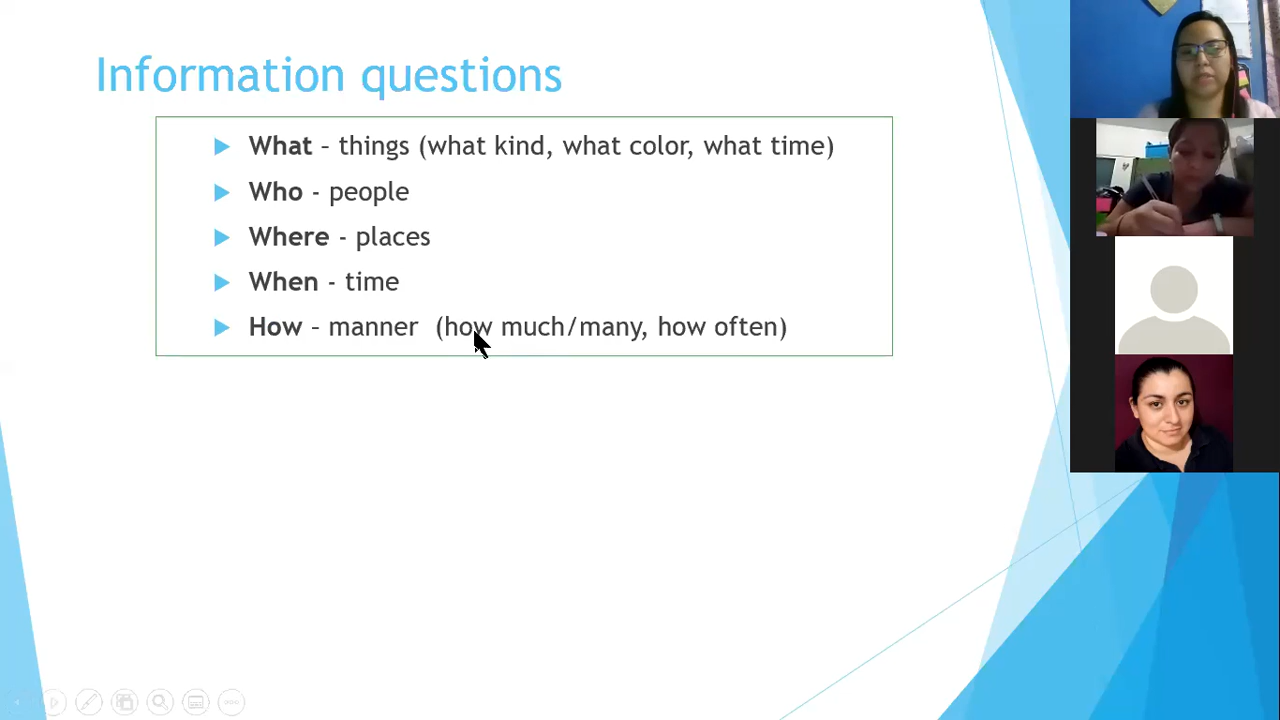 Information questions
What – things (what kind, what color, what time)
Who - people
Where - places
When - time
How – manner (how much/many, how often)